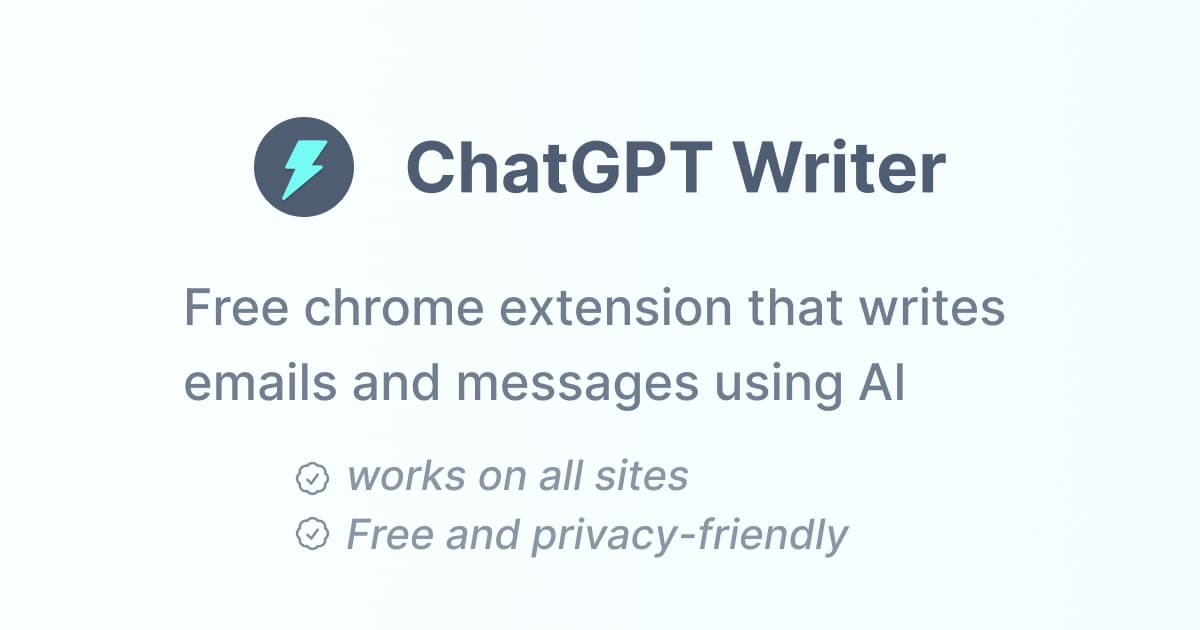 ChatGPT Writer
Free chrome extension that writes
emails and messages using AI
works on all sites
Free and privacy-friendly